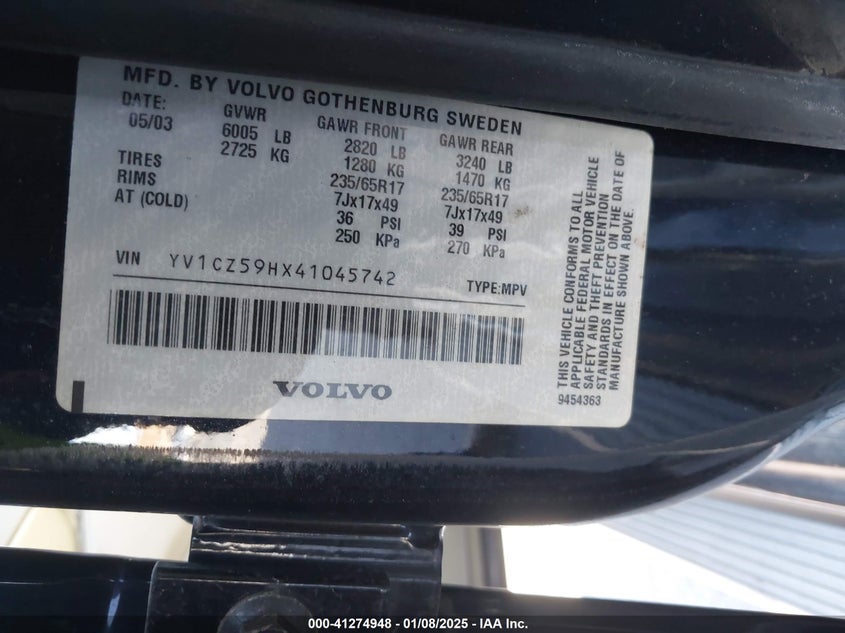 MFD. BY VOLVO GOTHENBURG SWEDEN
DATE: GVWR GAWR FRONT GAWR REAR
05/03 6005 LB 2820 LB 3240 LB
2725 KG 1280 KG 1470 KG
TIRES 235/65R17 235/65R17
RIMS 7Jx17x49 7Jx17x49
AT (COLD) 36 PSI 39 PSI
250 KPa 270 KPa
VIN YV1CZ59HX41045742 TYPE:MPV
VOLVO
THIS VEHICLE CONFORMS TO ALL
APPLICABLE FEDERAL MOTOR VEHICLE
SAFETY AND THEFT PREVENTION
STANDARDS IN EFFECT ON THE DATE OF
MANUFACTURE SHOWN ABOVE.
9454363
000-41274948 - 01/08/2025 - IAA Inc.